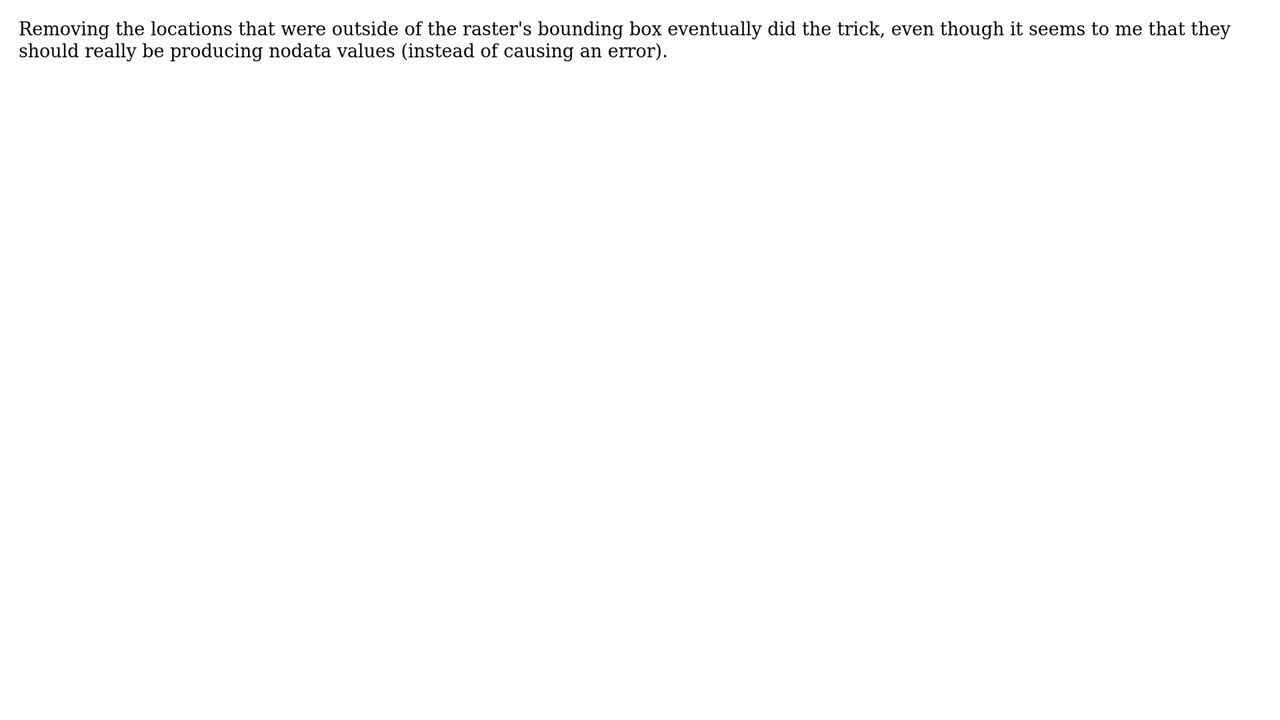 Removing the locations that were outside of the raster's bounding box eventually did the trick, even though it seems to me that they
should really be producing nodata values (instead of causing an error).